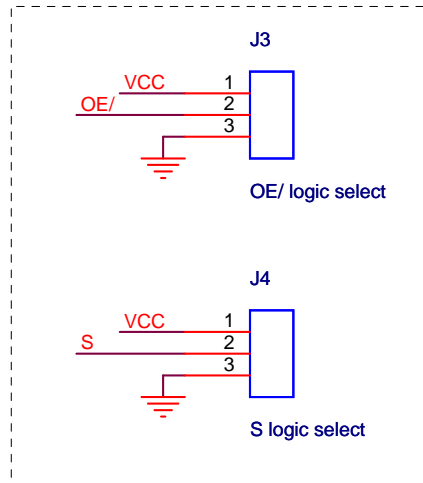 J3
VCC 1
OE/ 2
3
OE/ logic select
J4
VCC 1
S 2
3
S logic select